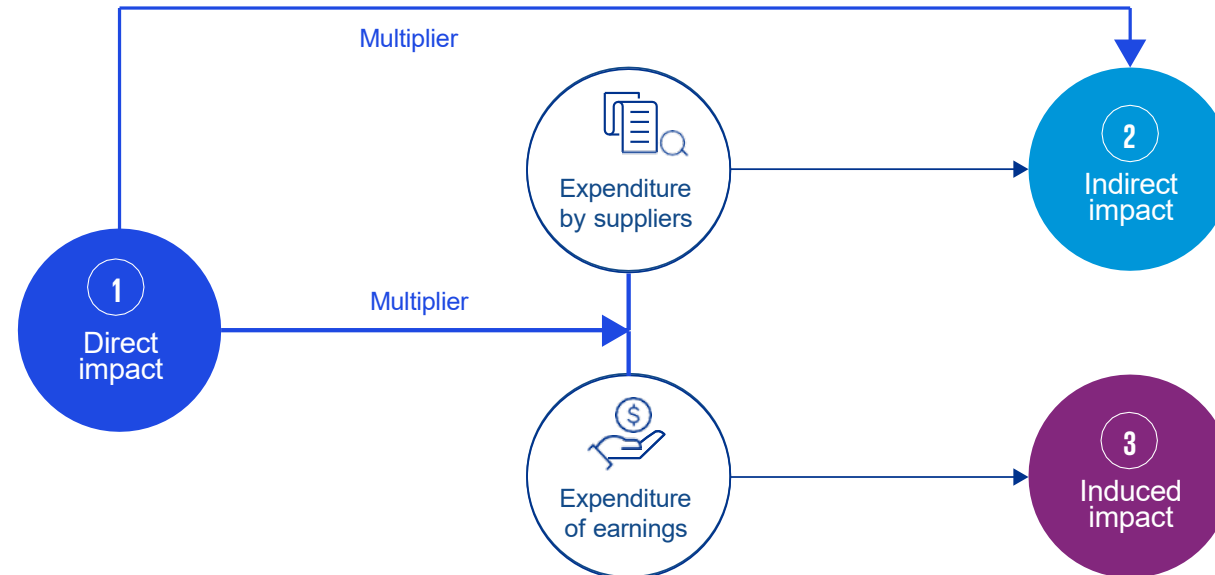 Multiplier
Expenditure
by suppliers
2
Indirect
impact
1
Direct
impact
Multiplier
$
Expenditure
of earnings
3
Induced
impact